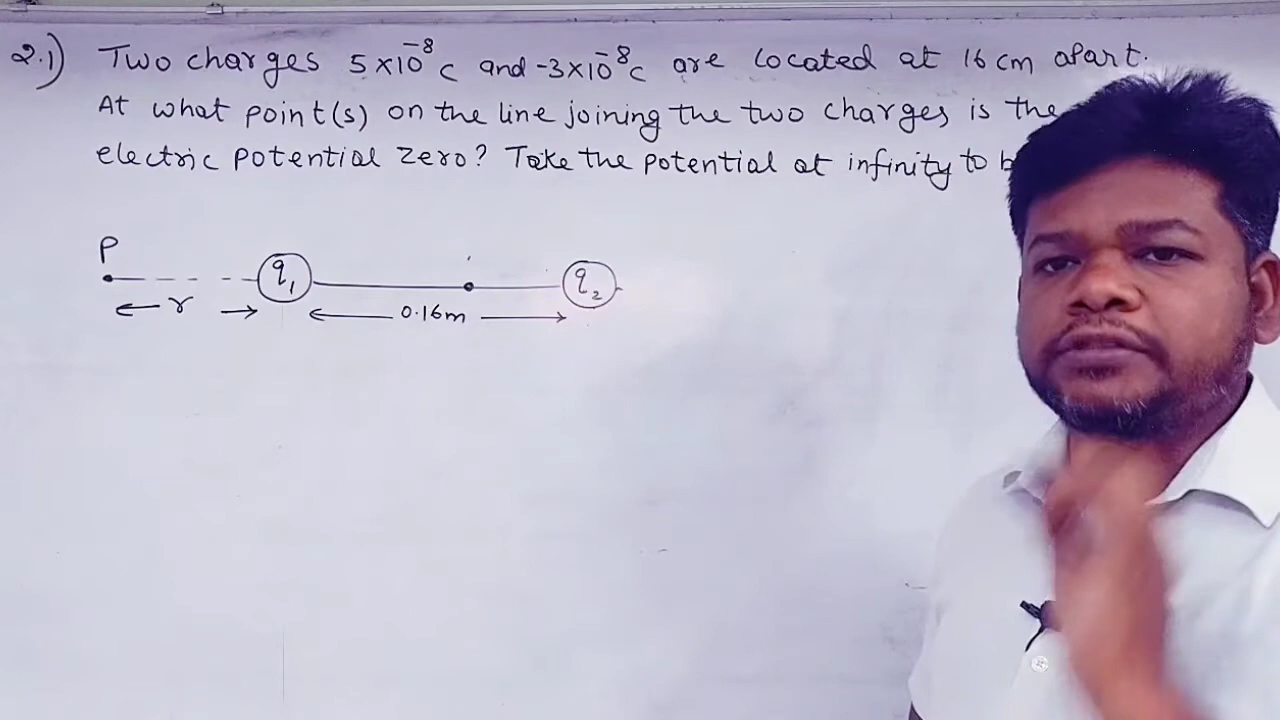 2.1) Two charges 5×10⁻⁸c and -3×10⁻⁸c are located at 16 cm apart.
At what point(s) on the line joining the two charges is the
electric potential zero? Take the potential at infinity to
P
q₁
q₂
r
0.16m